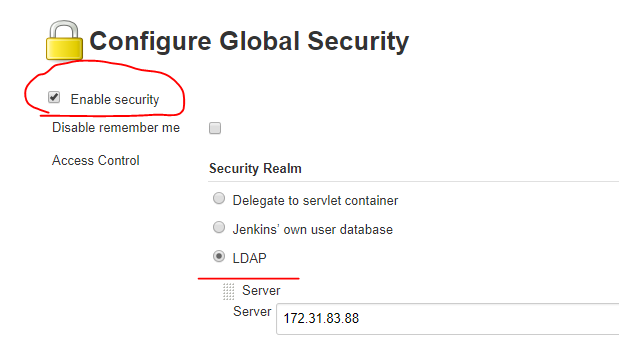 Configure Global Security
Enable security
Disable remember me
Access Control
Security Realm
Delegate to servlet container
Jenkins' own user database
LDAP
Server
Server 172.31.83.88